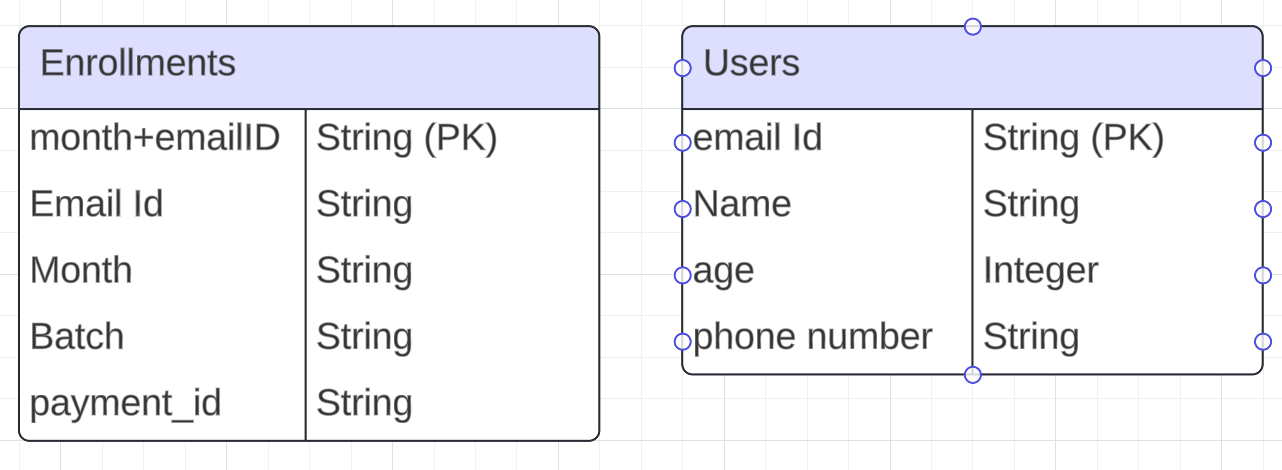 Enrollments
month+emailID String (PK)
Email Id String
Month String
Batch String
payment_id String
Users
email Id String (PK)
Name String
age Integer
phone number String